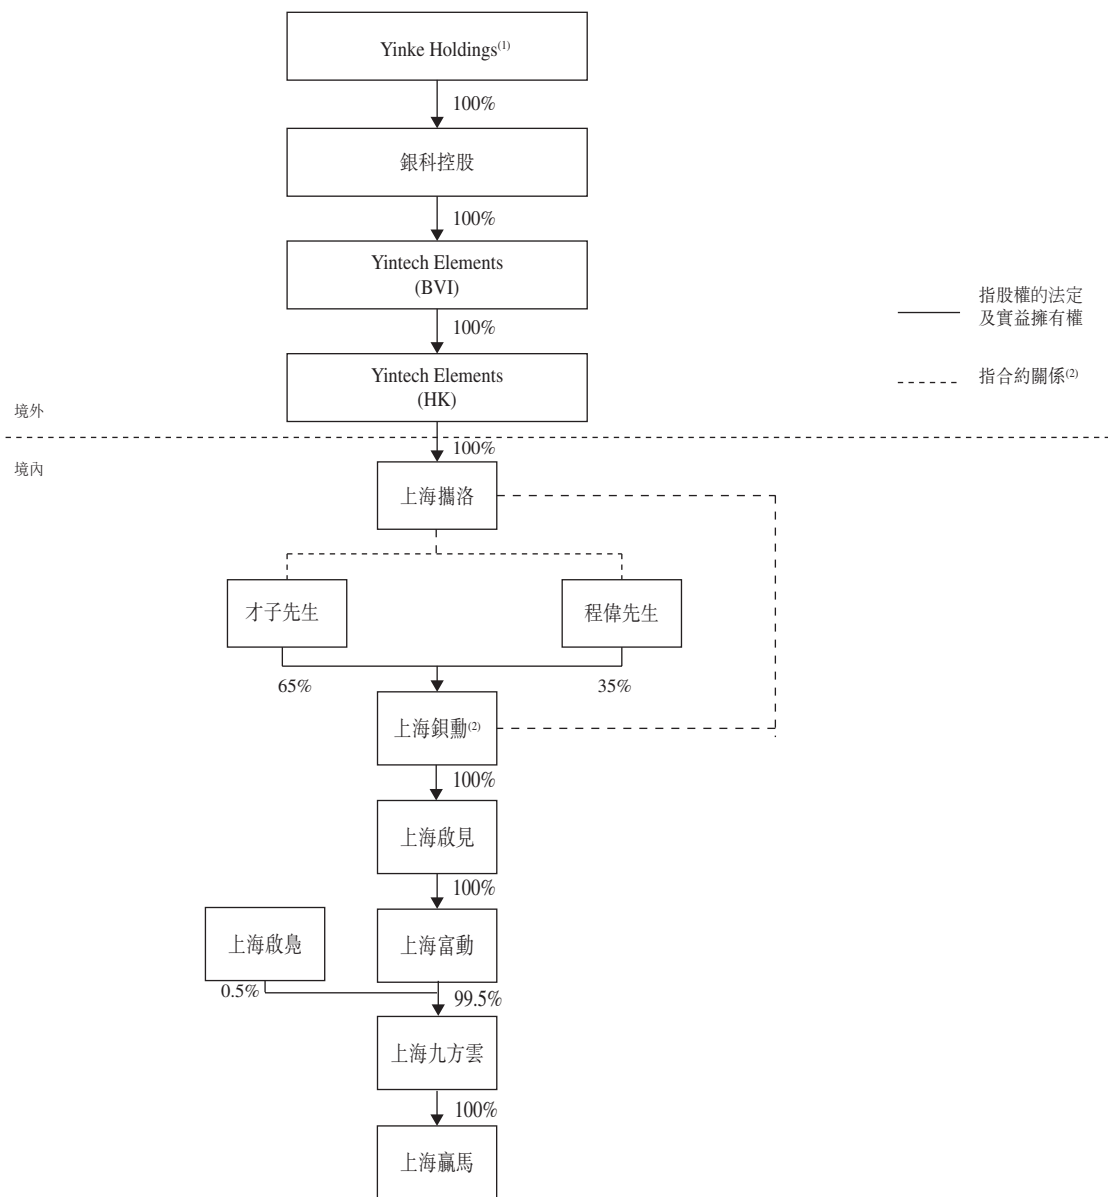 Yinke Holdings(1)
100%
銀科控股
100%
Yintech Elements
(BVI)
100%
指股權的法定
及實益擁有權
Yintech Elements
(HK)
指合約關係(2)
境外
100%
境內
上海攜洛
才子先生
程偉先生
65%
35%
上海鋇勳(2)
100%
上海啟見
100%
上海啟鳧
上海富動
0.5%
99.5%
上海九方雲
100%
上海贏馬